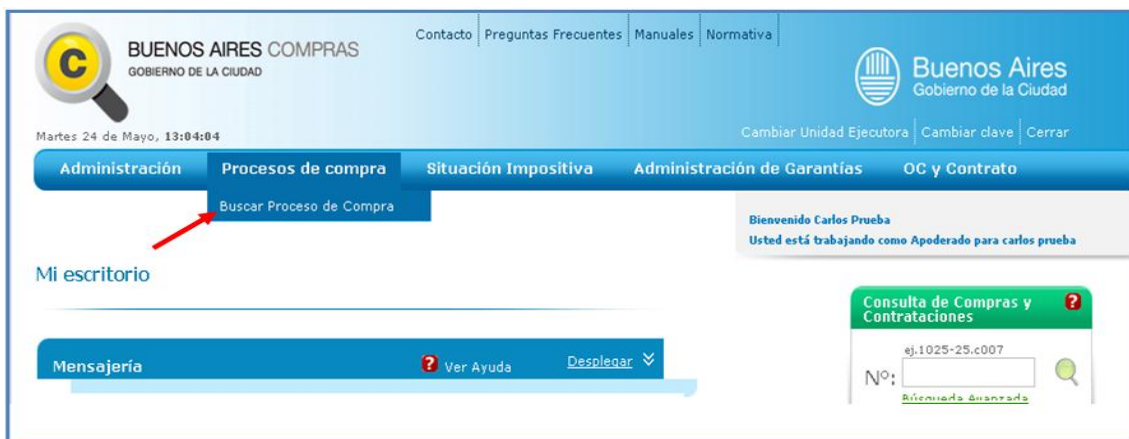 Contacto Preguntas Frecuentes Manuales Normativa
C
BUENOS AIRES COMPRAS
GOBIERNO DE LA CIUDAD
Buenos Aires
Gobierno de la Ciudad
Martes 24 de Mayo, 13:04:04
Cambiar Unidad Ejecutora Cambiar clave Cerrar
Administración Procesos de compra Situación Impositiva Administración de Garantías OC y Contrato
Buscar Proceso de Compra
Bienvenido Carlos Prueba
Usted está trabajando como Apoderado para carlos prueba
Mi escritorio
Consulta de Compras y ?
Contrataciones
ej.1025-25.c007
Mensajería ? Ver Ayuda Desplegar
Nº:
Búsqueda Avanzada